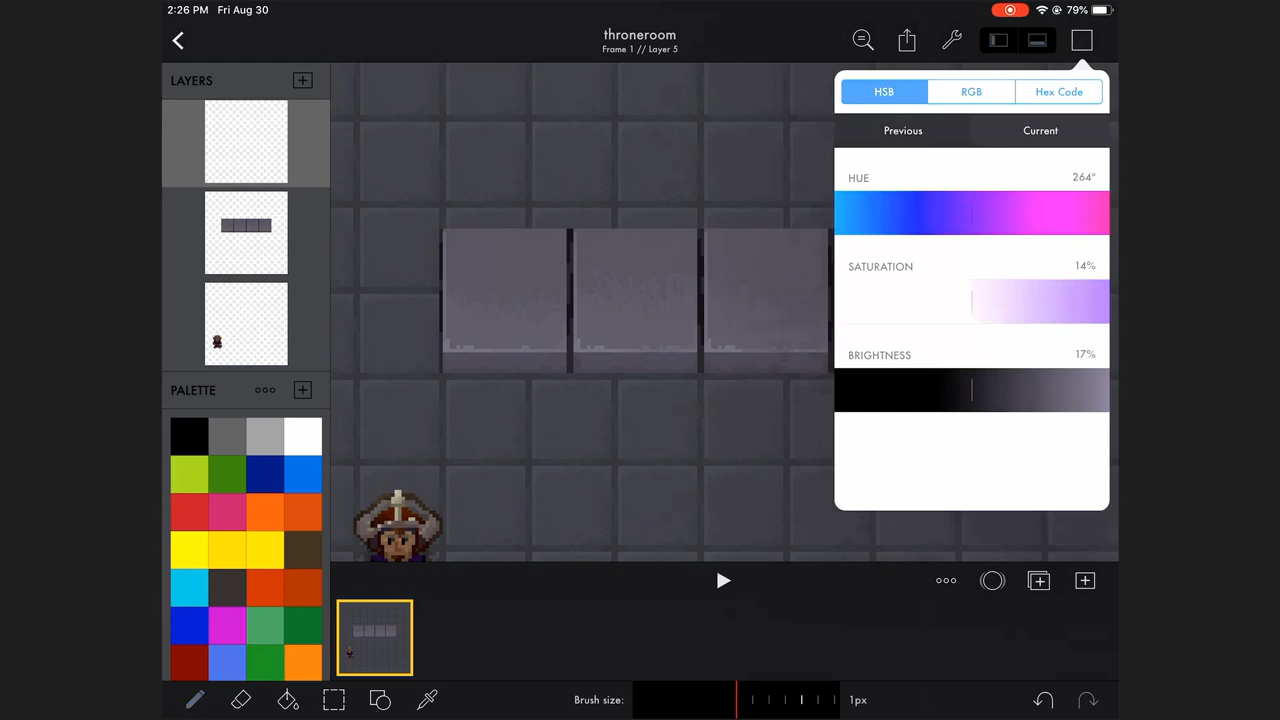 2:26 PM Fri Aug 30
79%
throneroom
Frame 1 // Layer 5
LAYERS
HSB
RGB
Hex Code
Previous
Current
HUE
264°
SATURATION
14%
BRIGHTNESS
17%
PALETTE
Brush size:
1px